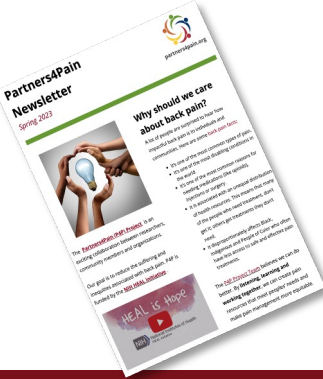 Partners4Pain
Newsletter
Spring 2023
partners4pain.org
Why should we care
about back pain?
A lot of people are surprised to hear how
impactful back pain is to individuals and
communities. Here are some back pain facts:
It's one of the most common types of pain.
It's one of the most disabling conditions in
the world
It's one of the most common reasons for
needing medications (like opioids),
injections or surgery
It is associated with an unequal distribution
of heath resources. This means that many
of the people who need treatment, don't
get it; others get treatments they don't
need.
It disproportionately affects Black,
Indigenous and People of Color who often
have less access to safe and effective pain
treatments.
The P4P Project Team believes we can do
better. By listening, learning and
working together, we can create pain
resources that meet peoples' needs and
make pain management more equitable.
The Partners4Pain (P4P) Project is an
exciting collaboration between researchers,
community members and organizations.
Our goal is to reduce the suffering and
inequities associated with back pain. P4P is
funded by the NIH HEAL Initiative.
HEAL is Hope
NIH
National Institutes of Health
HEAL Initiative